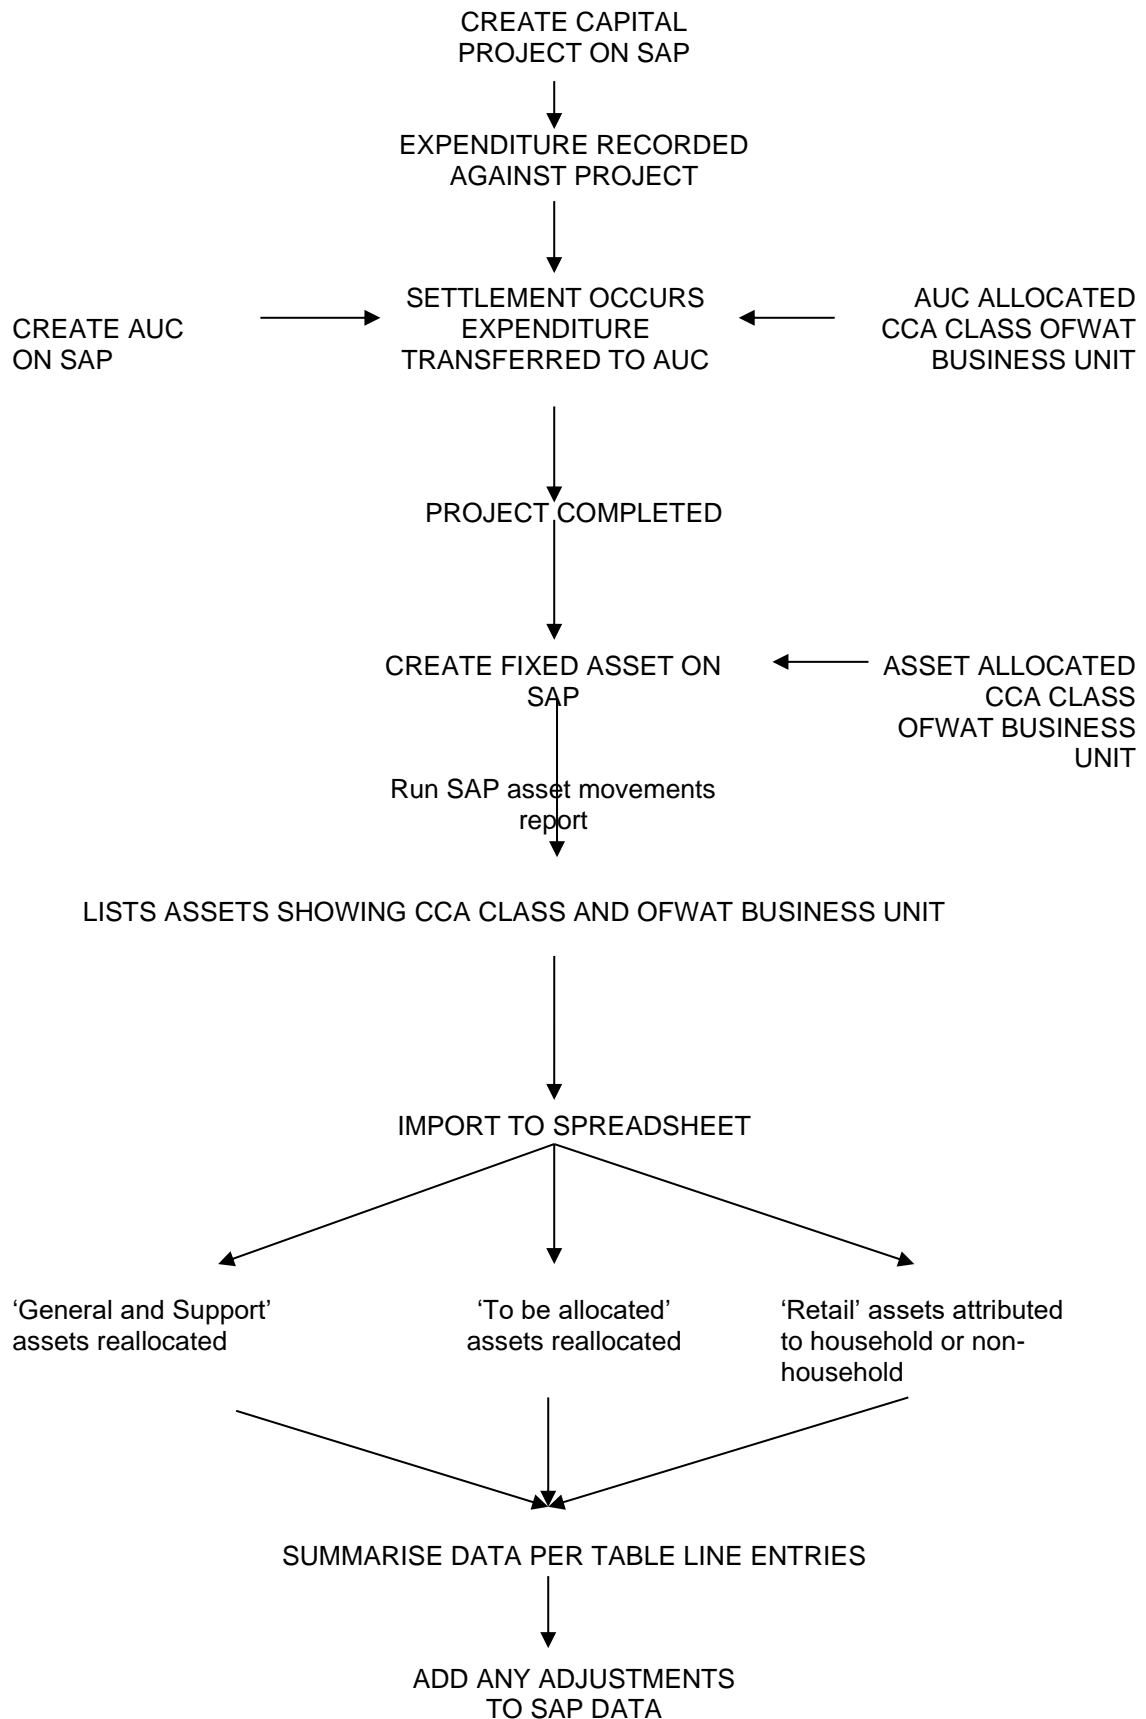 CREATE CAPITAL
PROJECT ON SAP
EXPENDITURE RECORDED
AGAINST PROJECT
CREATE AUC
ON SAP
SETTLEMENT OCCURS
EXPENDITURE
TRANSFERRED TO AUC
AUC ALLOCATED
CCA CLASS OFWAT
BUSINESS UNIT
PROJECT COMPLETED
CREATE FIXED ASSET ON
SAP
ASSET ALLOCATED
CCA CLASS
OFWAT BUSINESS
UNIT
Run SAP asset movements
report
LISTS ASSETS SHOWING CCA CLASS AND OFWAT BUSINESS UNIT
IMPORT TO SPREADSHEET
‘General and Support’
assets reallocated
‘To be allocated’
assets reallocated
‘Retail’ assets attributed
to household or non-
household
SUMMARISE DATA PER TABLE LINE ENTRIES
ADD ANY ADJUSTMENTS
TO SAP DATA